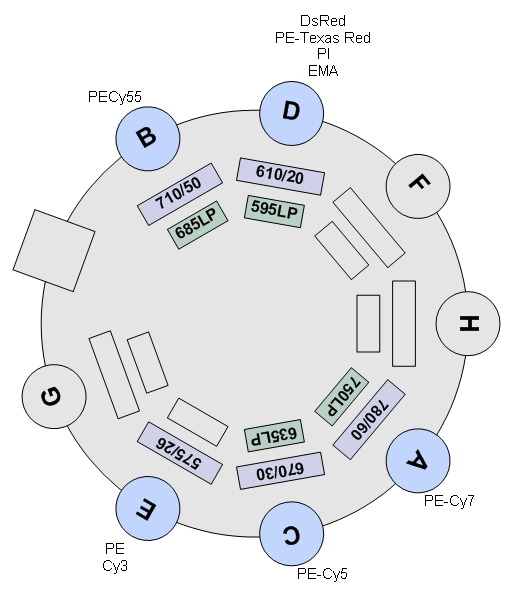 DsRed
PE-Texas Red
PI
EMA
PECy55
D
B
F
610/20
710/50
595LP
685LP
H
750LP
780/60
G
635LP
575/26
670/30
A
PE-Cy7
E
C
PE
Cy3
PE-Cy5